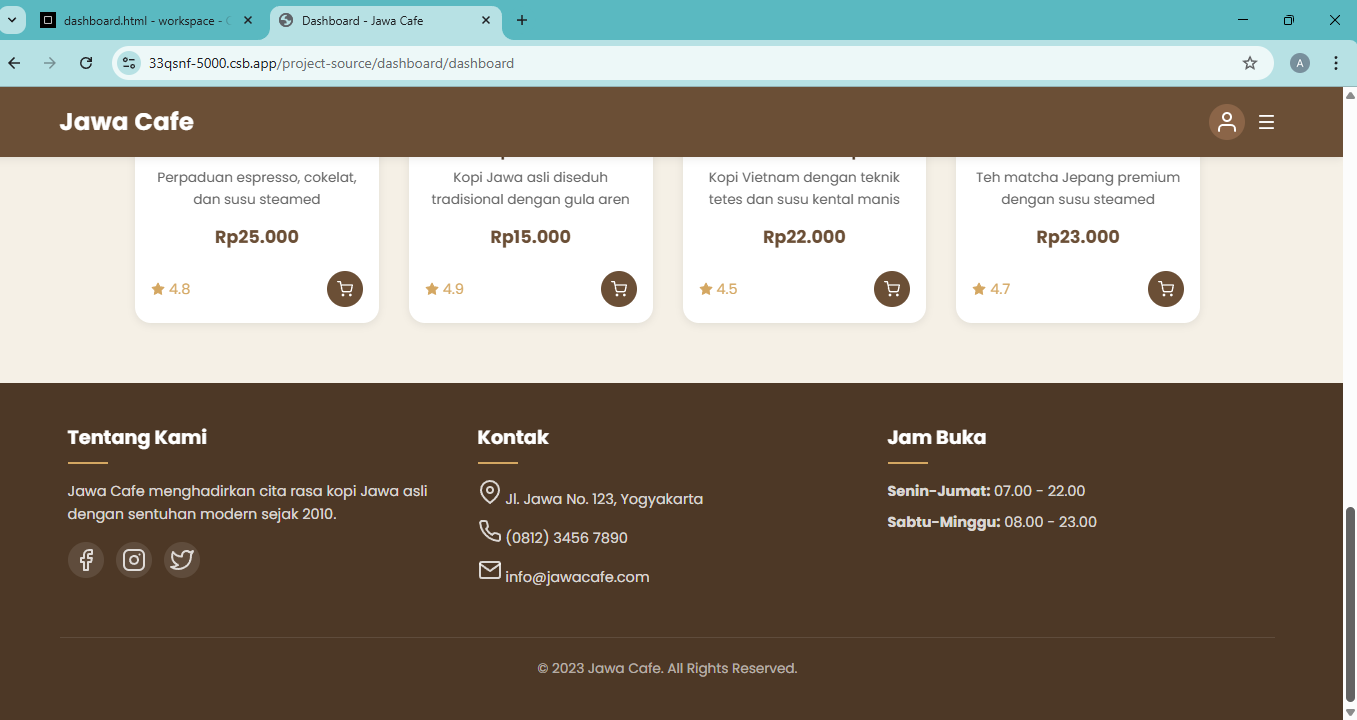 dashboard.html - workspace -
Dashboard - Jawa Cafe
33qsnf-5000.csb.app/project-source/dashboard/dashboard
A
Jawa Cafe
Perpaduan espresso, cokelat,
dan susu steamed
Rp25.000
4.8
Kopi Jawa asli diseduh
tradisional dengan gula aren
Rp15.000
4.9
Kopi Vietnam dengan teknik
tetes dan susu kental manis
Rp22.000
4.5
Teh matcha Jepang premium
dengan susu steamed
Rp23.000
4.7
Tentang Kami
Jawa Cafe menghadirkan cita rasa kopi Jawa asli
dengan sentuhan modern sejak 2010.
Kontak
Jl. Jawa No. 123, Yogyakarta
(0812) 3456 7890
info@jawacafe.com
Jam Buka
Senin-Jumat: 07.00 - 22.00
Sabtu-Minggu: 08.00 - 23.00
© 2023 Jawa Cafe. All Rights Reserved.